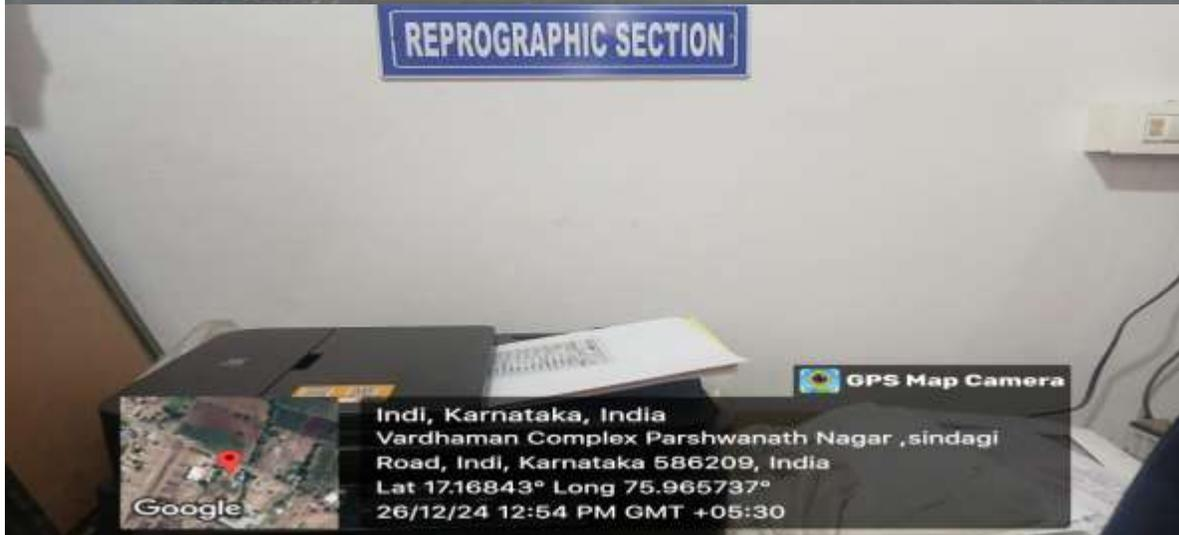 REPROGRAPHIC SECTION
GPS Map Camera
Indi, Karnataka, India
Vardhaman Complex Parshwanath Nagar ,sindagi
Road, Indi, Karnataka 586209, India
Lat 17.16843° Long 75.965737°
26/12/24 12:54 PM GMT +05:30
Google